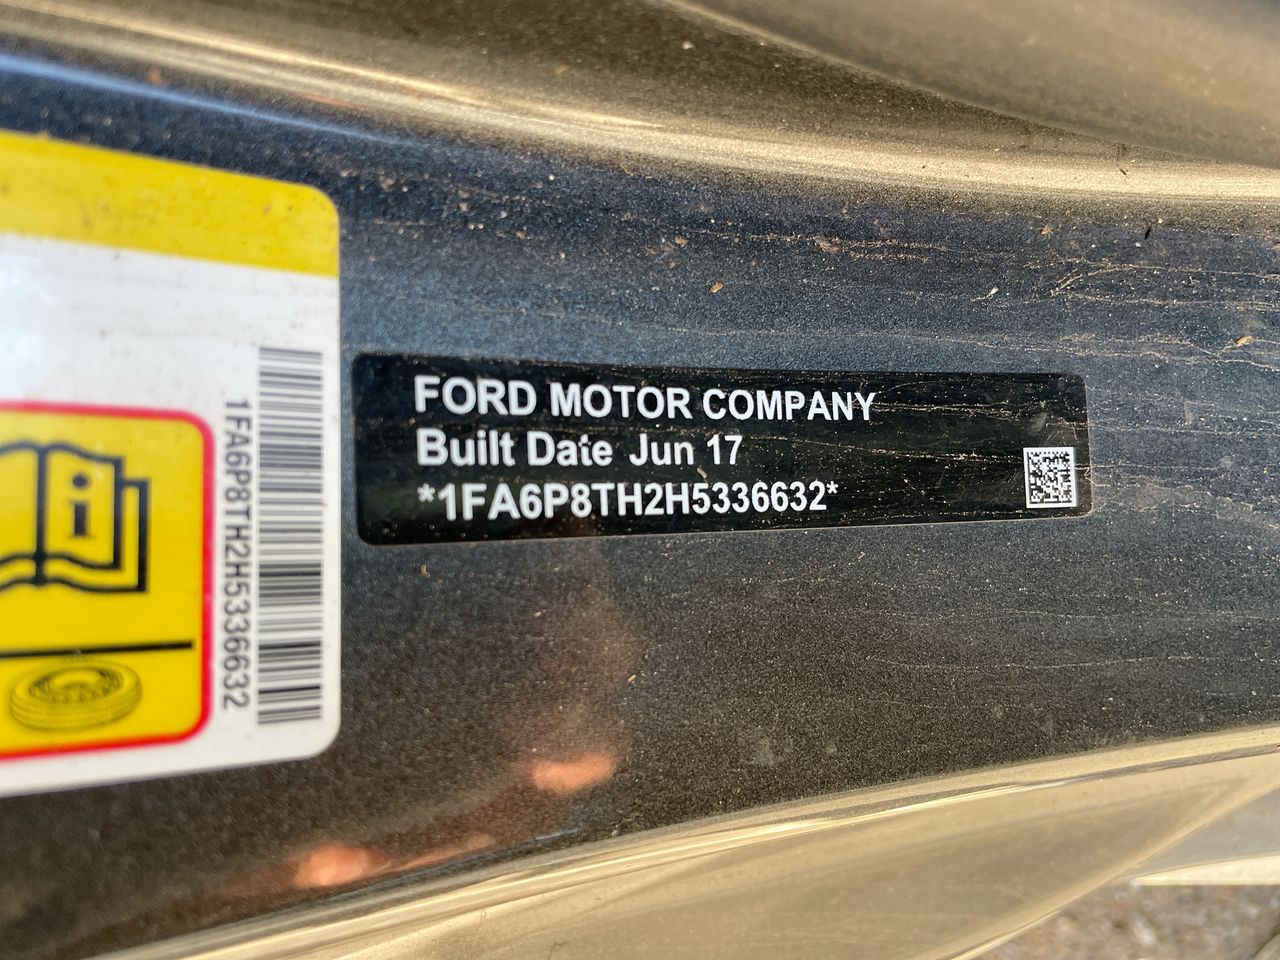 FORD MOTOR COMPANY
Built Date Jun 17
*1FA6P8TH2H5336632*
1FA6P8TH2H5336632
i